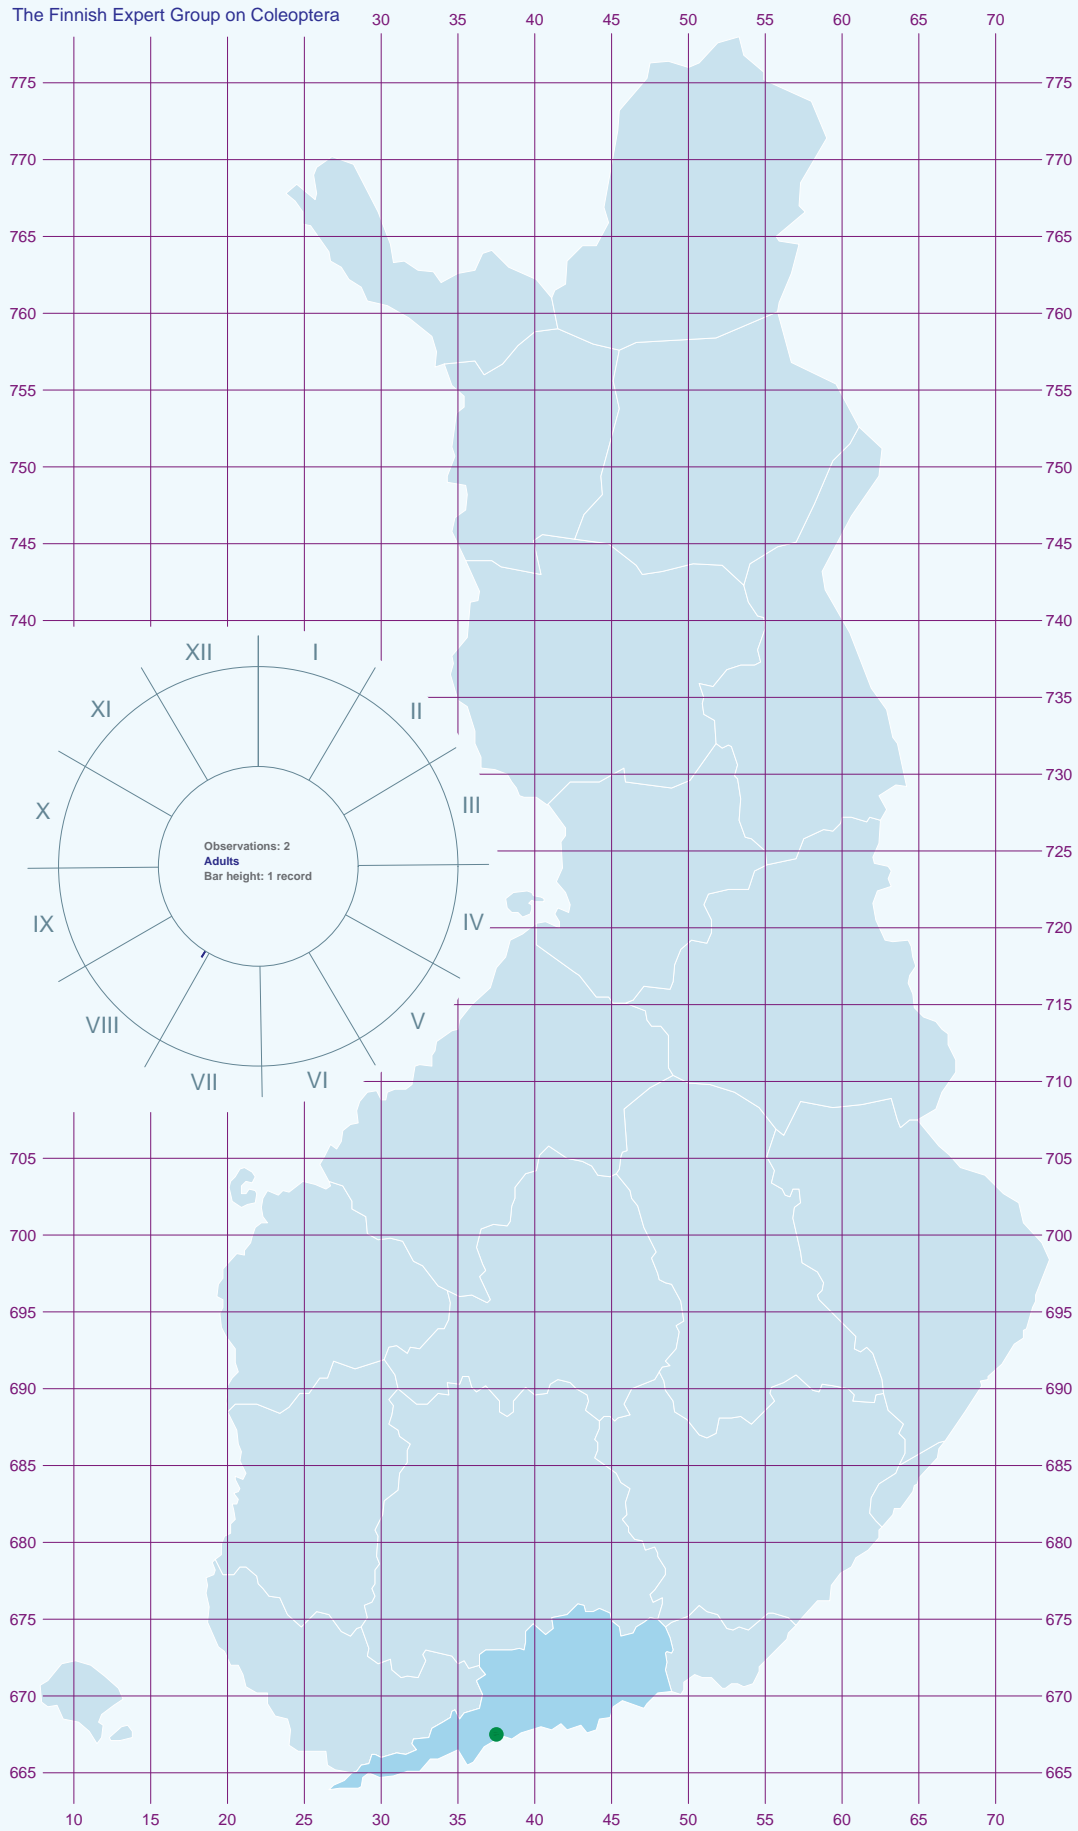 The Finnish Expert Group on Coleoptera
30 35 40 45 50 55 60 65 70
775 775
770 770
765 765
760 760
755 755
750 750
745 745
740 740
XII I
XI II
735
730
X III
725
Observations: 2
Adults
Bar height: 1 record
IX IV
720
715
VIII V
VII VI
710
705 705
700 700
695 695
690 690
685 685
680 680
675 675
670 670
665 665
10 15 20 25 30 35 40 45 50 55 60 65 70